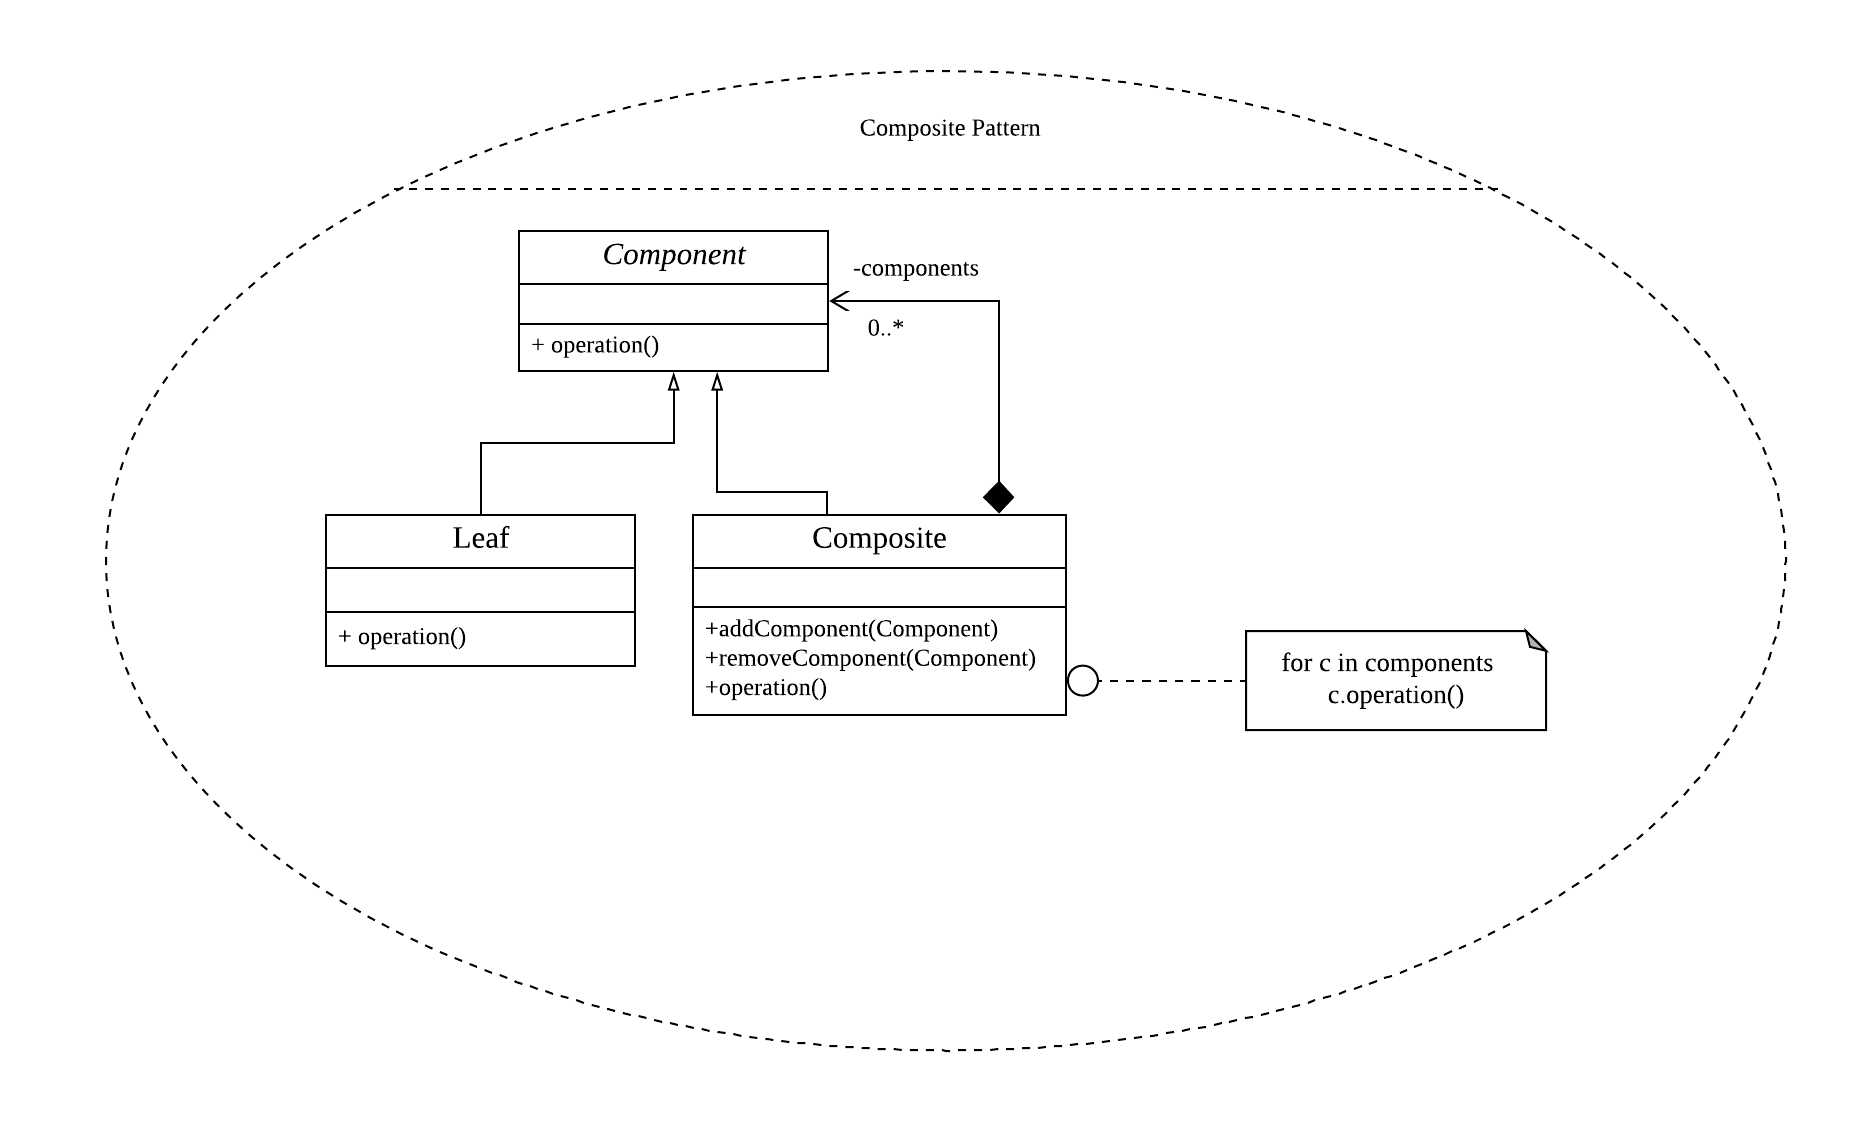 Composite Pattern
Component
+ operation()
-components
0..*
Leaf
+ operation()
Composite
+addComponent(Component)
+removeComponent(Component)
+operation()
for c in components
c.operation()